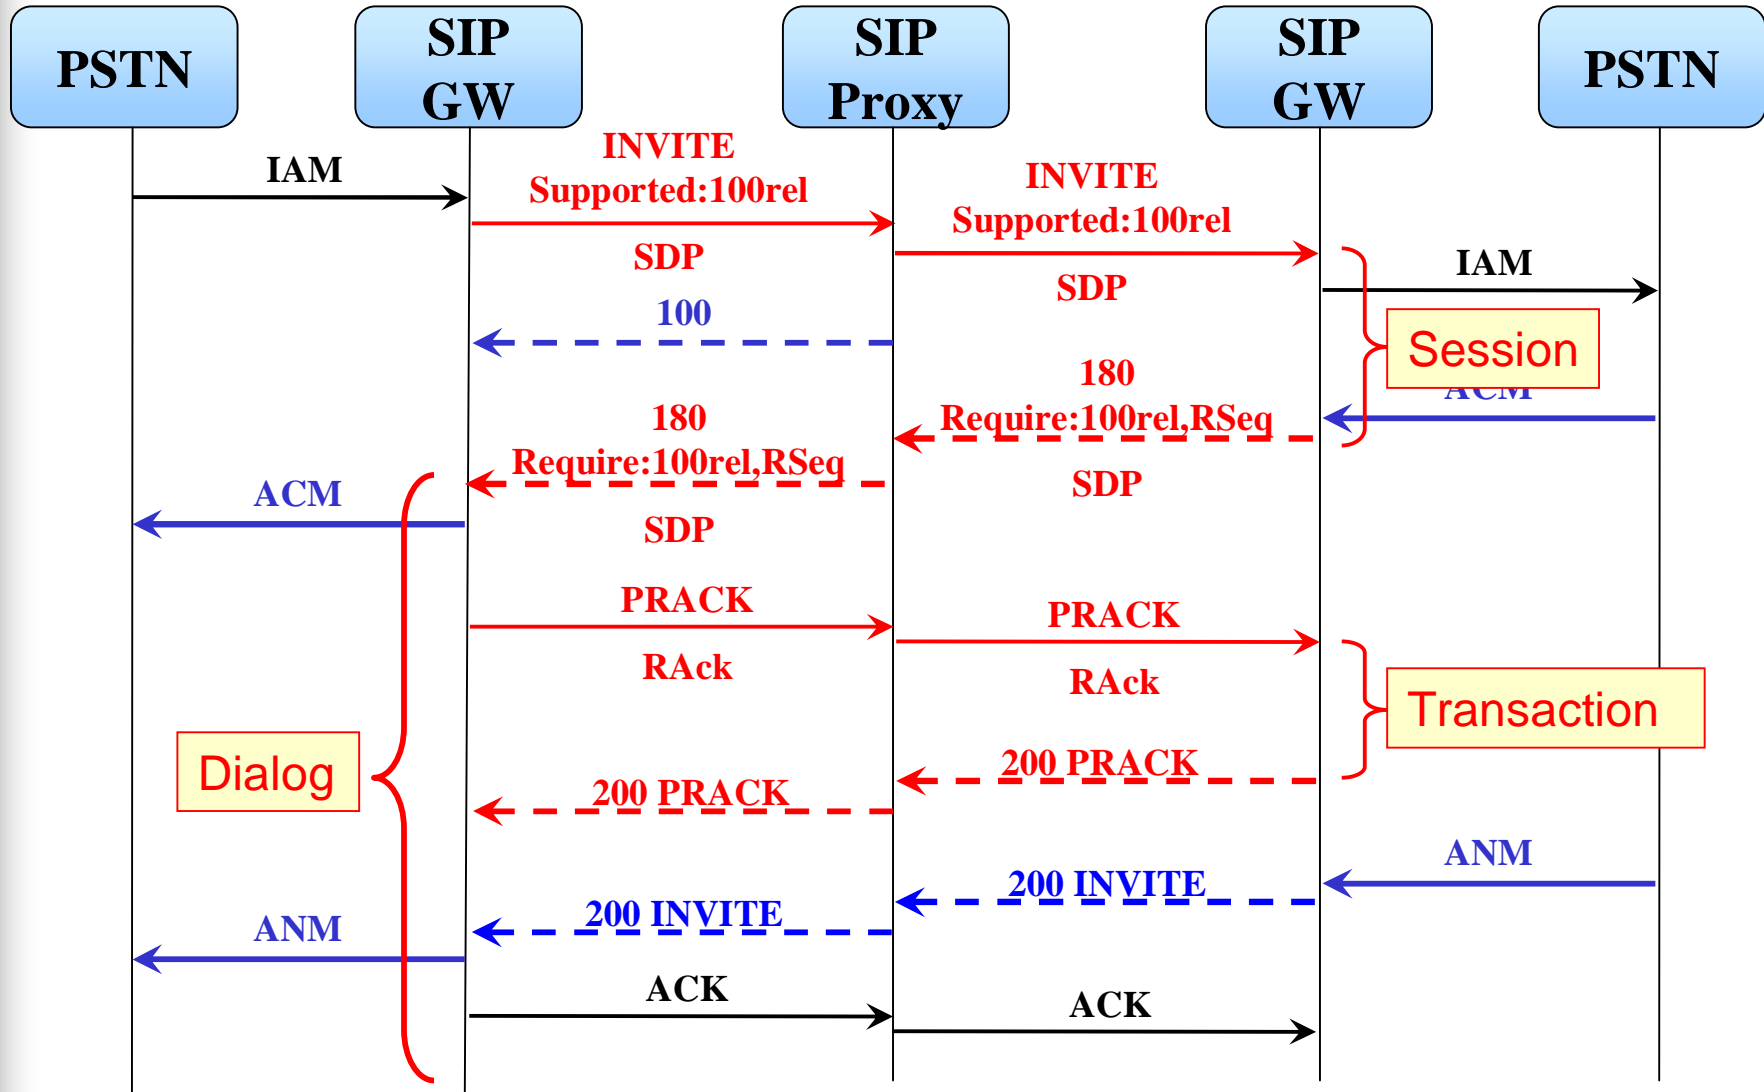 PSTN
SIP
GW
SIP
Proxy
SIP
GW
PSTN
IAM
INVITE
Supported:100rel
SDP
INVITE
Supported:100rel
SDP
IAM
100
Session
ACM
180
Require:100rel,RSeq
SDP
180
Require:100rel,RSeq
SDP
ACM
PRACK
RAck
PRACK
RAck
Transaction
Dialog
200 PRACK
200 PRACK
ANM
200 INVITE
200 INVITE
ANM
ACK
ACK